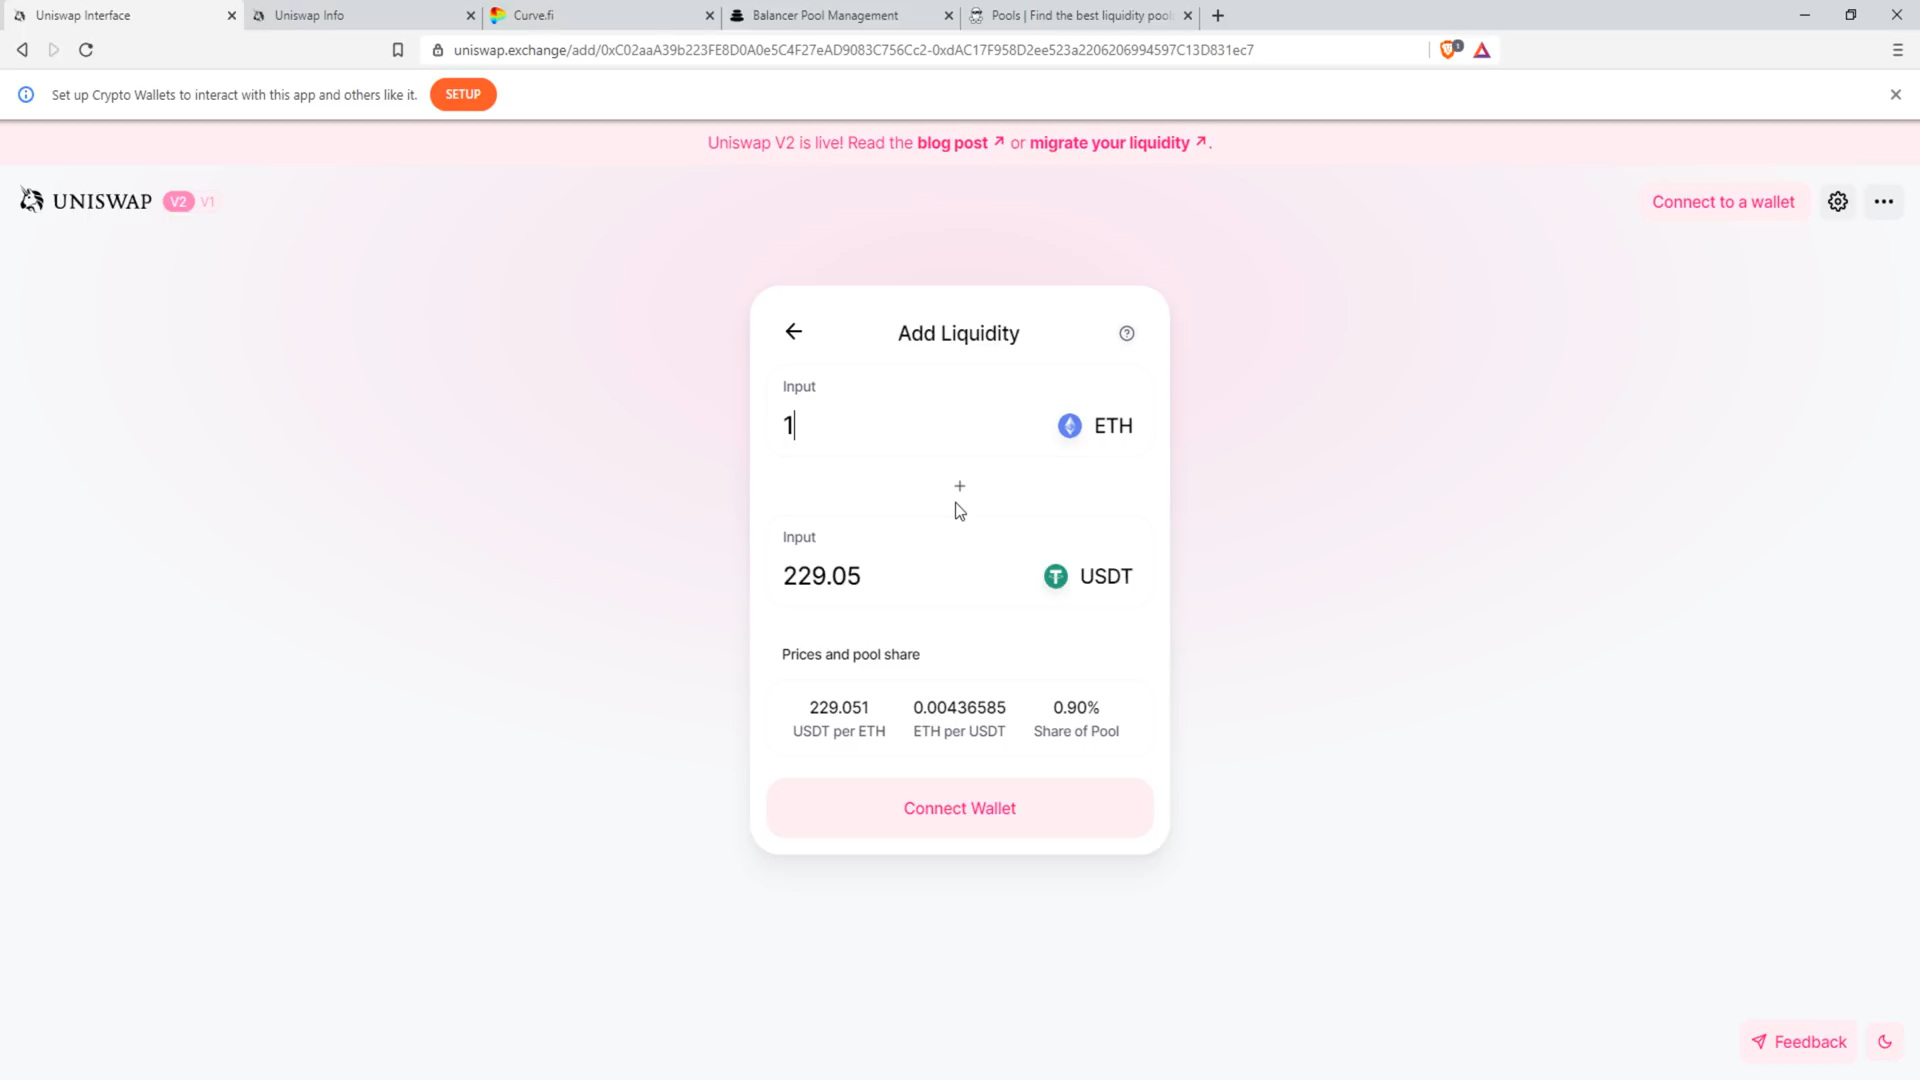 Uniswap Interface
Uniswap Info
Curve.fi
Balancer Pool Management
Pools | Find the best liquidity pool
uniswap.exchange/add/0xC02aaA39b223FE8D0A0e5C4F27eAD9083C756Cc2-0xdAC17F958D2ee523a2206206994597C13D831ec7
1
Set up Crypto Wallets to interact with this app and others like it.
SETUP
Uniswap V2 is live! Read the blog post ↗ or migrate your liquidity ↗.
UNISWAP V2 V1
Connect to a wallet
Add Liquidity
?
Input
1
ETH
+
Input
229.05
USDT
Prices and pool share
229.051 0.00436585 0.90%
USDT per ETH ETH per USDT Share of Pool
Connect Wallet
Feedback